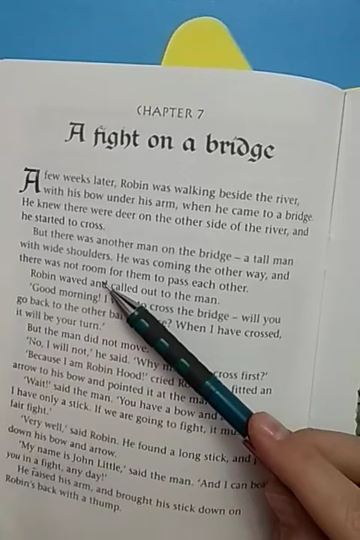 CHAPTER 7
A fight on a bridge
A few weeks later, Robin was walking beside the river,
with his bow under his arm, when he came to a bridge.
He knew there were deer on the other side of the river, and
he started to cross.
But there was another man on the bridge – a tall man
with wide shoulders. He was coming the other way, and
there was not room for them to pass each other.
Robin waved and called out to the man.
'Good morning! I to cross the bridge – will you
go back to the other ? When I have crossed,
it will be your turn.'
But the man did not move.
'No, I will not,' he said. 'Why cross first?'
'Because I am Robin Hood!' cried fitted an
arrow to his bow and pointed it at the
'Wait!' said the man. 'You have a bow and
I have only a stick. If we are going to fight, it
fair fight.'
'Very well,' said Robin. He found a long stick, and
down his bow and arrow.
'My name is John Little,' said the man. 'And I can
you in a fight, any day!'
He raised his arm, and brought his stick down on
Robin's back with a thump.